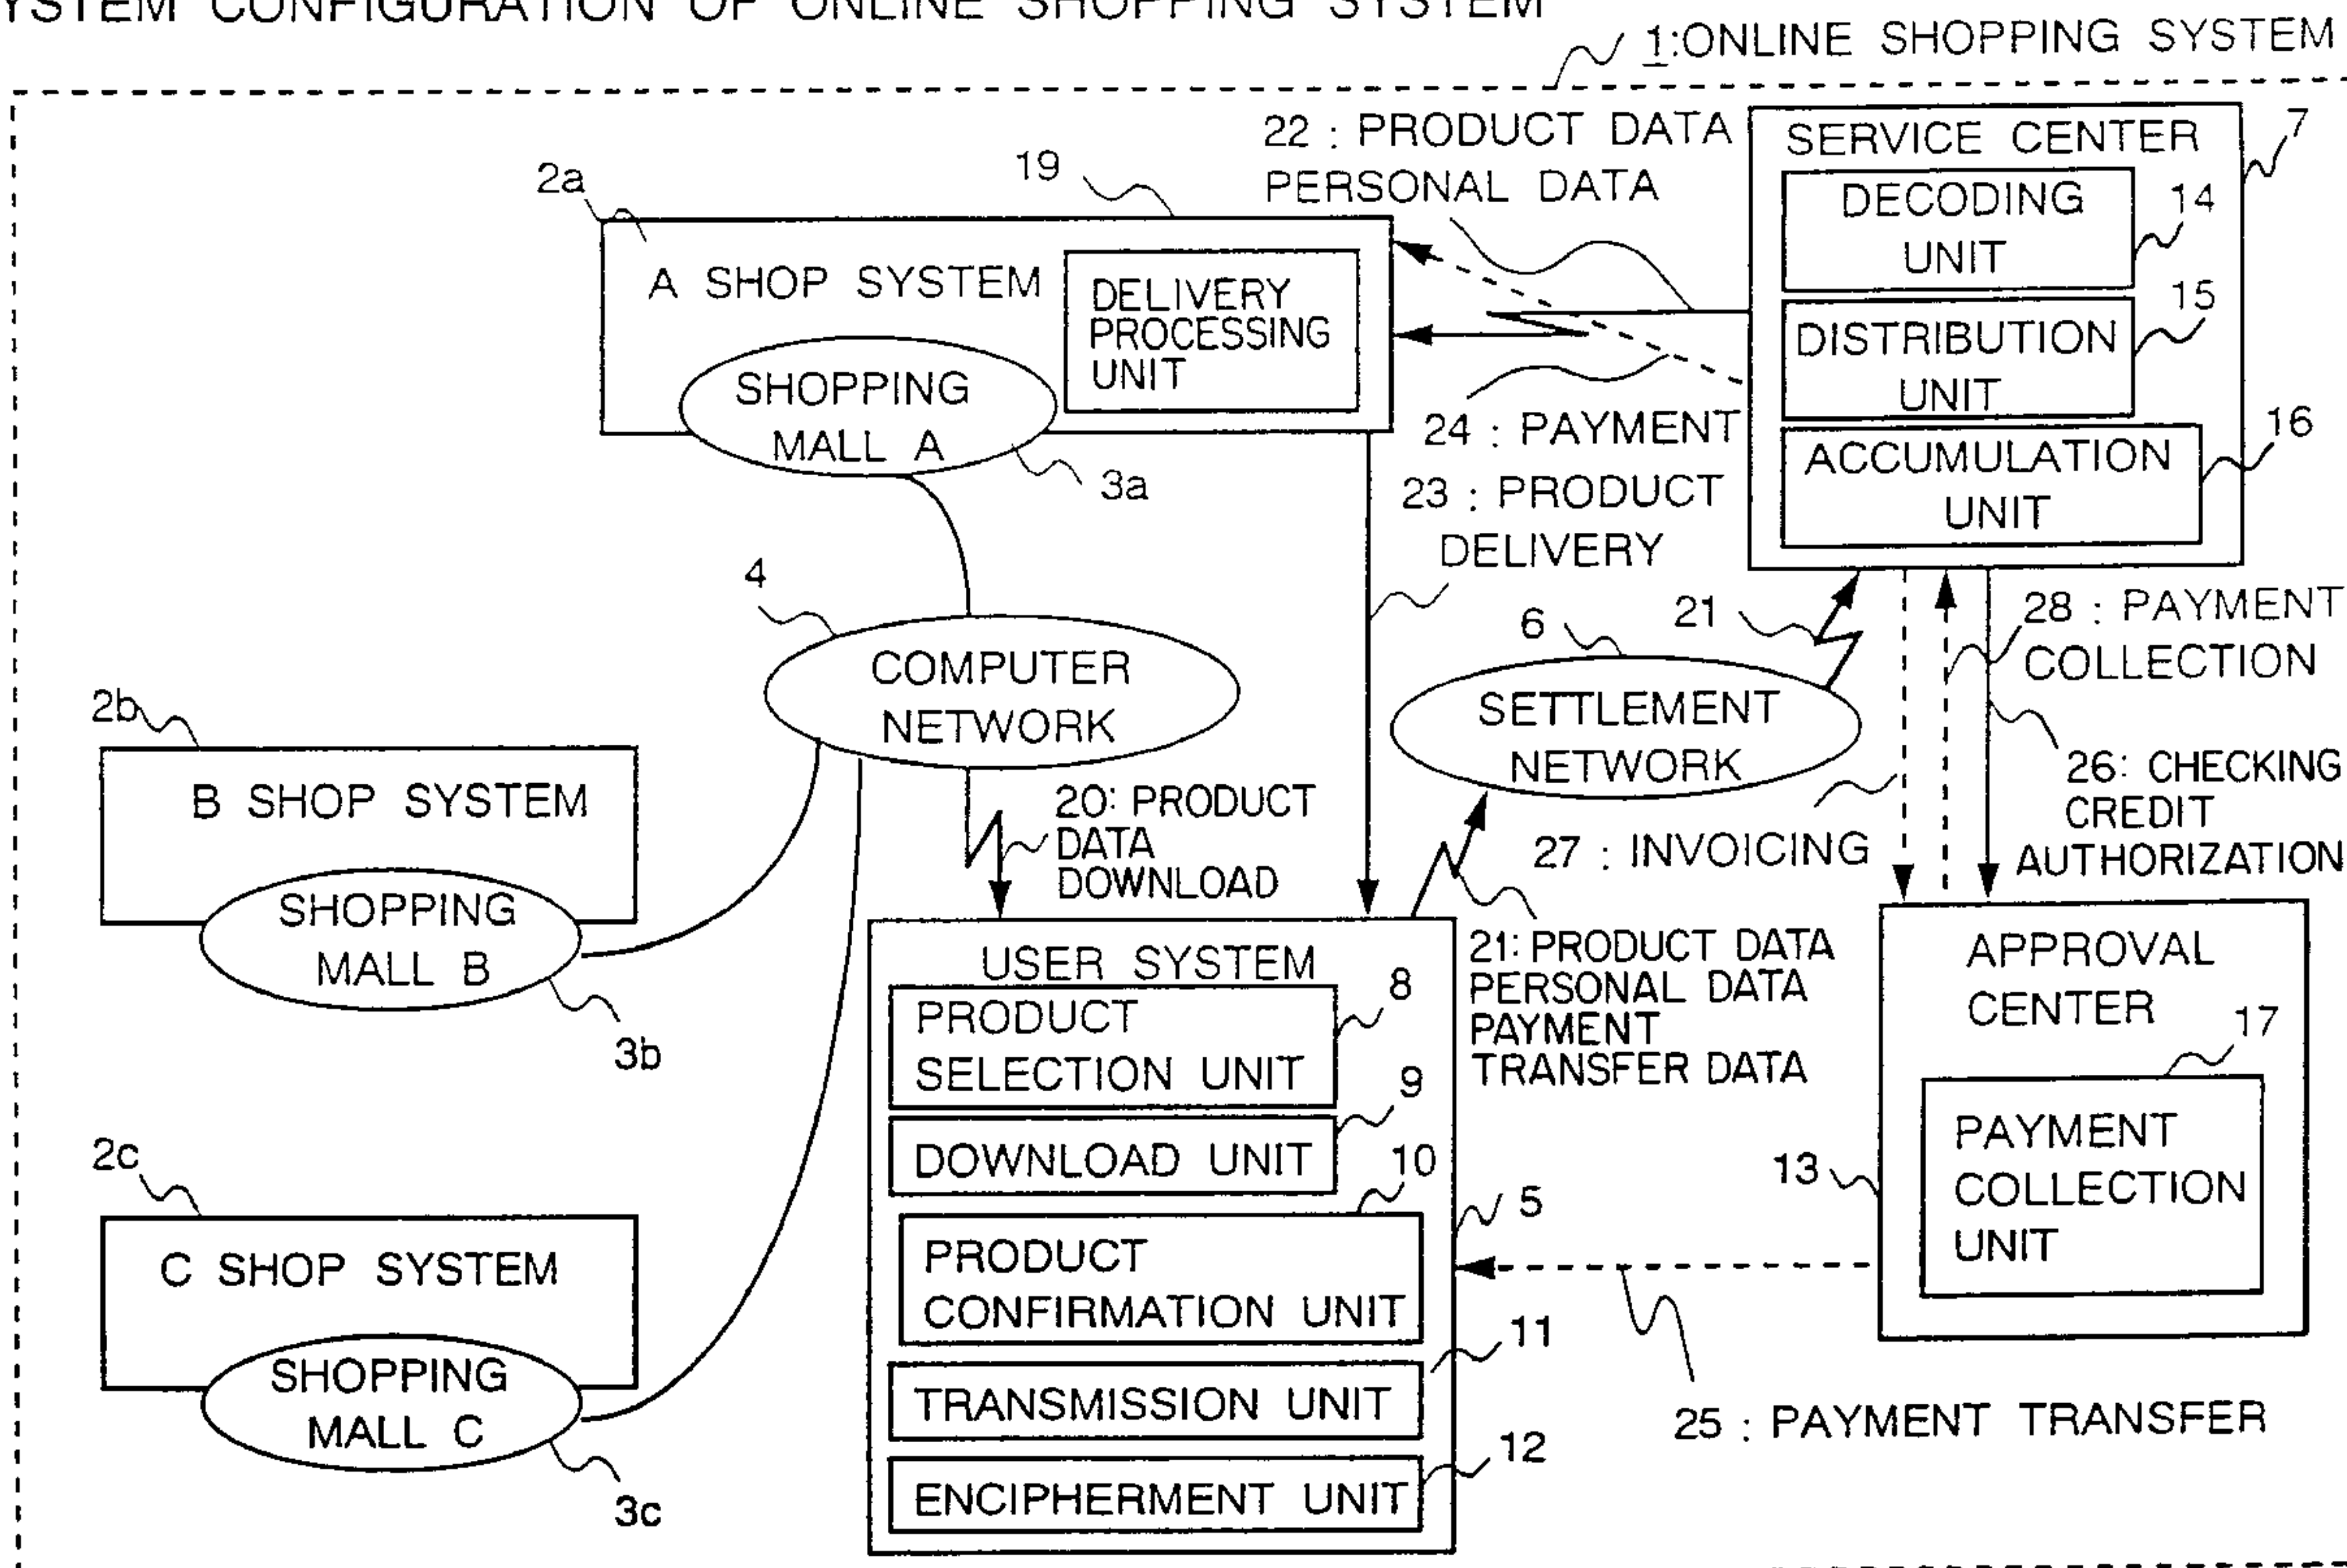 YSTEM CONFIGURATION OF ONLINE SHOPPING SYSTEM
1:ONLINE SHOPPING SYSTEM
22 : PRODUCT DATA
PERSONAL DATA
SERVICE CENTER
7
DECODING
UNIT
14
DISTRIBUTION
UNIT
15
ACCUMULATION
UNIT
16
2a
19
A SHOP SYSTEM
DELIVERY
PROCESSING
UNIT
SHOPPING
MALL A
3a
24 : PAYMENT
23 : PRODUCT
DELIVERY
4
COMPUTER
NETWORK
6
21
SETTLEMENT
NETWORK
28 : PAYMENT
COLLECTION
26: CHECKING
CREDIT
AUTHORIZATION
27 : INVOICING
2b
B SHOP SYSTEM
SHOPPING
MALL B
3b
20: PRODUCT
DATA
DOWNLOAD
21: PRODUCT DATA
PERSONAL DATA
PAYMENT
TRANSFER DATA
USER SYSTEM
PRODUCT
SELECTION UNIT
8
DOWNLOAD UNIT
9
PRODUCT
CONFIRMATION UNIT
10
5
TRANSMISSION UNIT
11
ENCIPHERMENT UNIT
12
APPROVAL
CENTER
17
PAYMENT
COLLECTION
UNIT
13
25 : PAYMENT TRANSFER
2c
C SHOP SYSTEM
SHOPPING
MALL C
3c